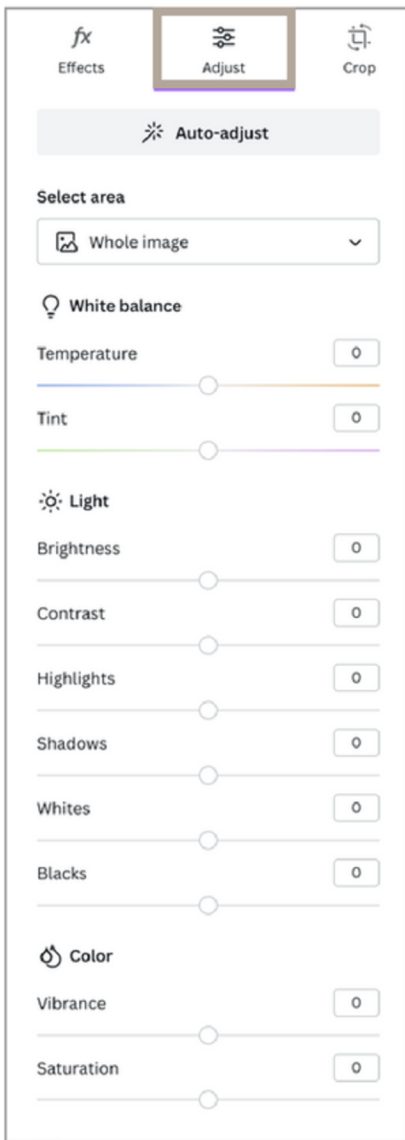 fx
Effects
Adjust
Crop
Auto-adjust
Select area
Whole image
White balance
Temperature 0
Tint 0
Light
Brightness 0
Contrast 0
Highlights 0
Shadows 0
Whites 0
Blacks 0
Color
Vibrance 0
Saturation 0